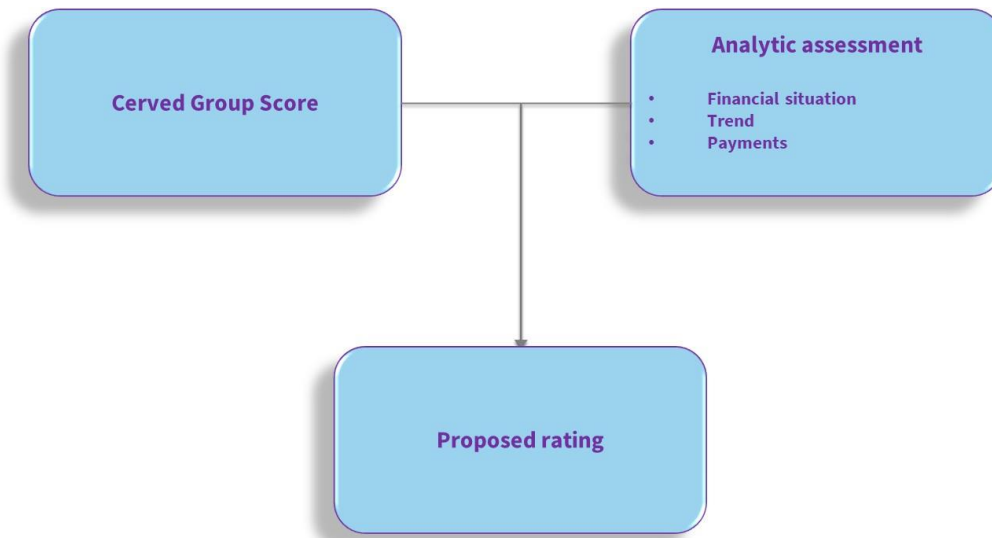 Cerved Group Score
Analytic assessment
• Financial situation
• Trend
• Payments
Proposed rating